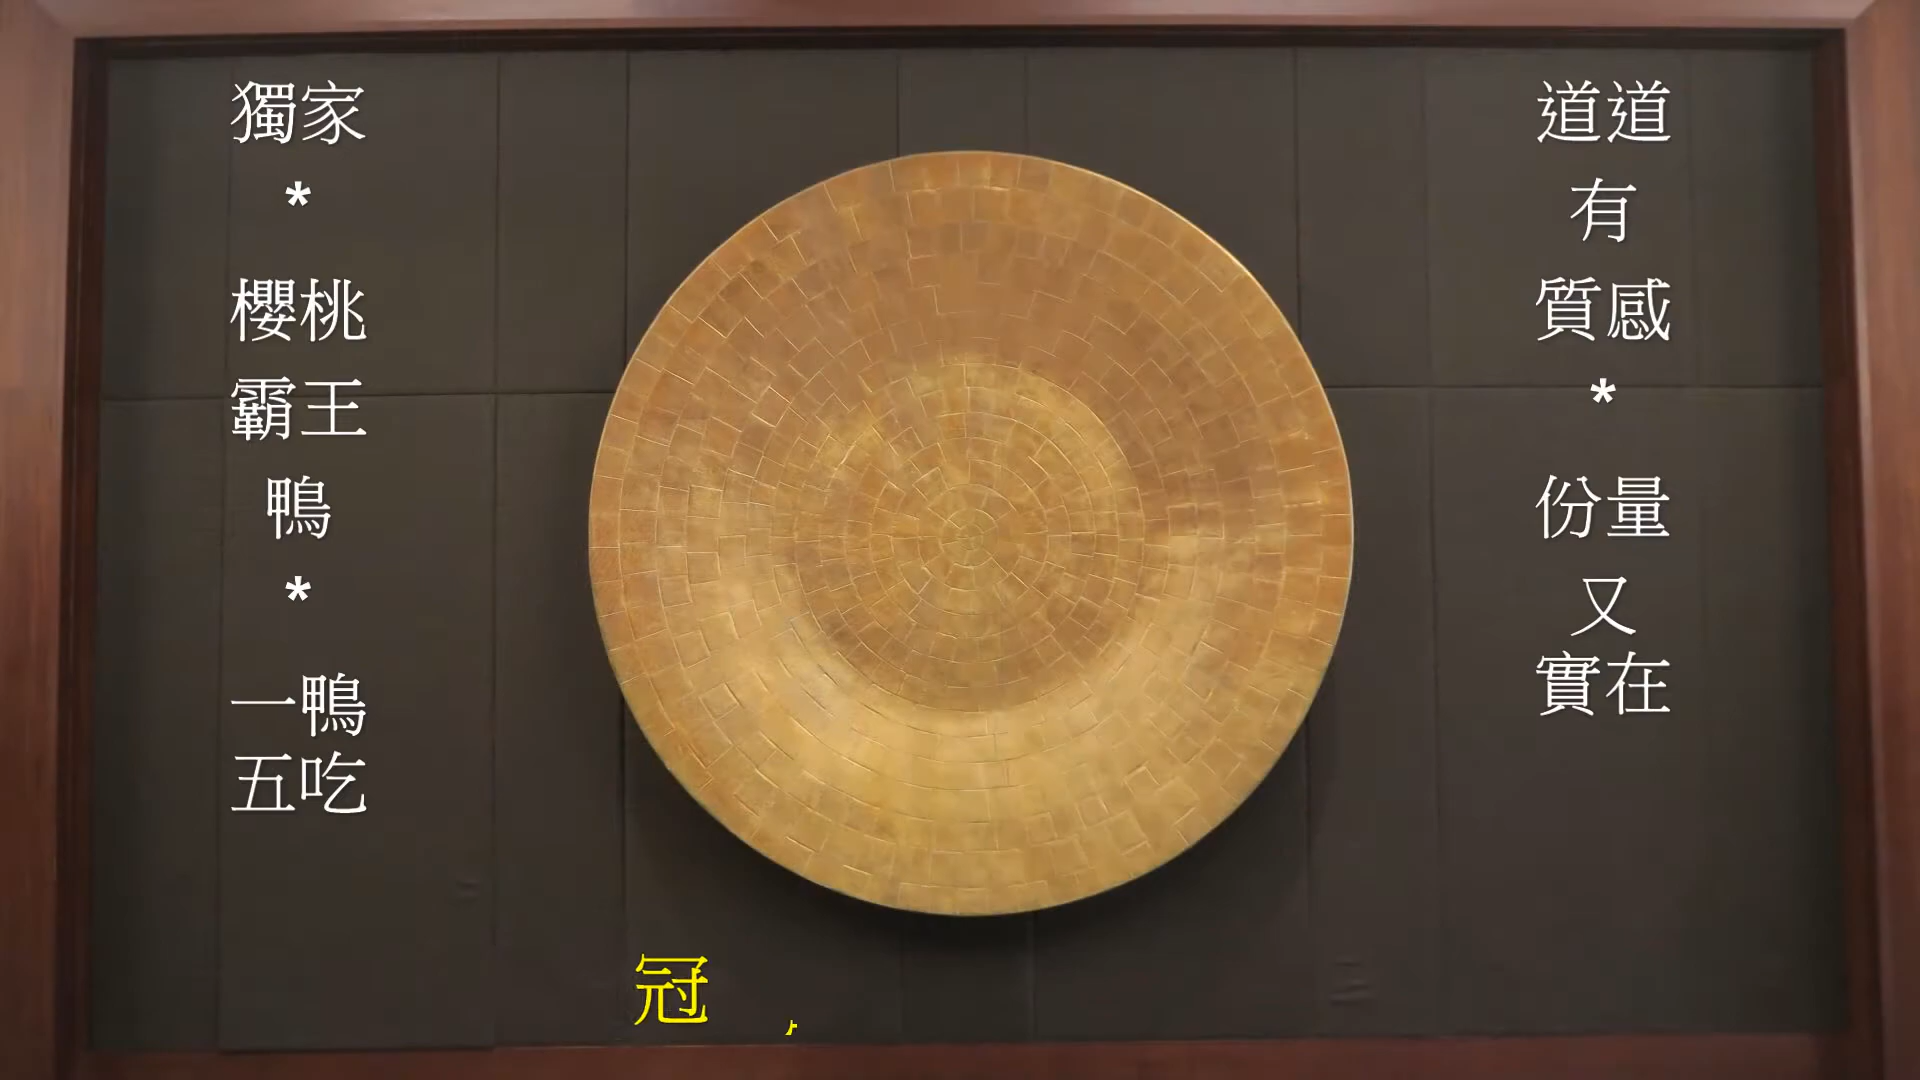 獨家
*
櫻桃
霸王
鴨
*
一鴨
五吃
道道
有
質感
*
份量
又
實在
冠